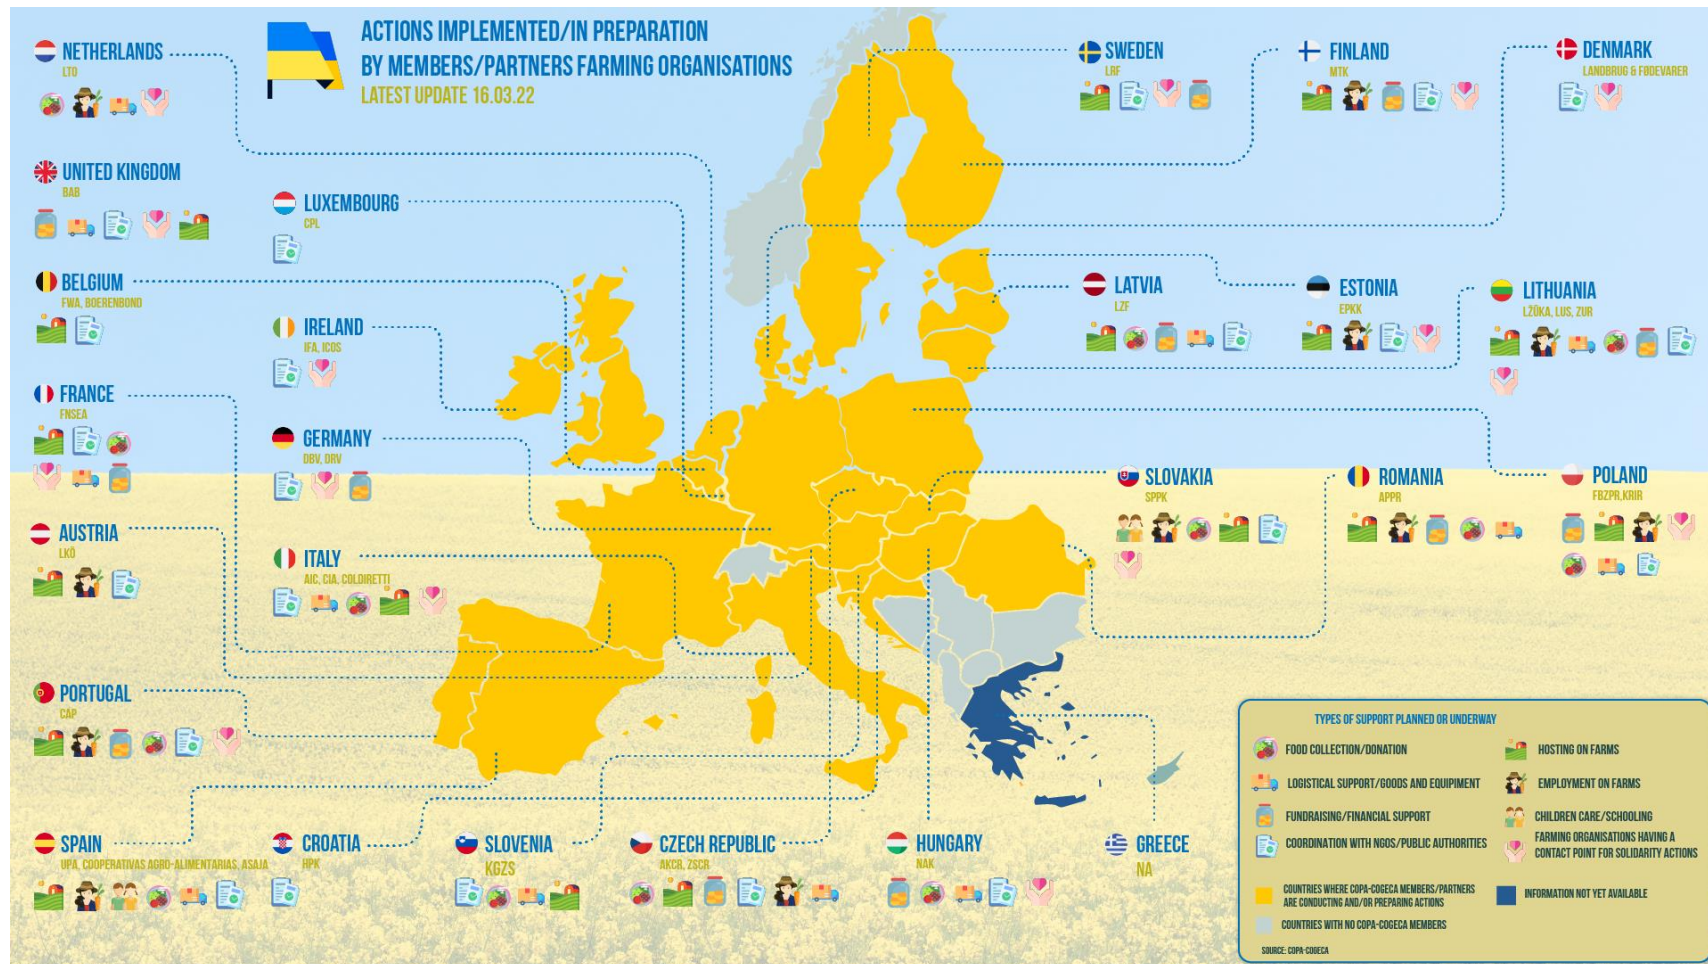 ACTIONS IMPLEMENTED/IN PREPARATION
BY MEMBERS/PARTNERS FARMING ORGANISATIONS
LATEST UPDATE 16.03.22
NETHERLANDS
LTO
UNITED KINGDOM
BAB
LUXEMBOURG
CPL
BELGIUM
FWA, BOERENBOND
IRELAND
IFA, ICOS
FRANCE
FNSEA
GERMANY
DBV, DRV
AUSTRIA
LKÖ
ITALY
AIC, CIA, COLDIRETTI
PORTUGAL
CAP
SPAIN
UPA, COOPERATIVAS AGRO-ALIMENTARIAS, ASAJA
CROATIA
HPK
SLOVENIA
KGZS
CZECH REPUBLIC
AKCR, ZSCR
HUNGARY
NAK
GREECE
NA
SWEDEN
LRF
FINLAND
MTK
DENMARK
LANDBRUG & FØDEVARER
LATVIA
LZF
ESTONIA
EPKK
LITHUANIA
LŽŪKA, LUS, ZUR
SLOVAKIA
SPPK
ROMANIA
APPR
POLAND
FBZPR,KRIR
TYPES OF SUPPORT PLANNED OR UNDERWAY
FOOD COLLECTION/DONATION
LOGISTICAL SUPPORT/GOODS AND EQUIPIMENT
FUNDRAISING/FINANCIAL SUPPORT
COORDINATION WITH NGOS/PUBLIC AUTHORITIES
HOSTING ON FARMS
EMPLOYMENT ON FARMS
CHILDREN CARE/SCHOOLING
FARMING ORGANISATIONS HAVING A
CONTACT POINT FOR SOLIDARITY ACTIONS
COUNTRIES WHERE COPA-COGECA MEMBERS/PARTNERS
ARE CONDUCTING AND/OR PREPARING ACTIONS
INFORMATION NOT YET AVAILABLE
COUNTRIES WITH NO COPA-COGECA MEMBERS
SOURCE: COPA-COGECA